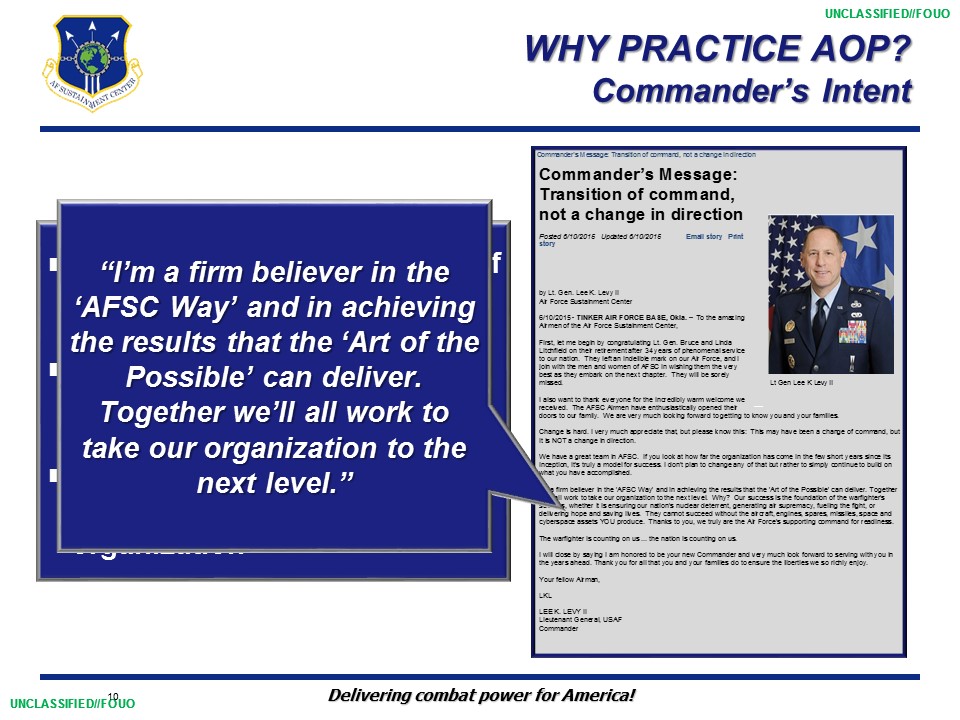 UNCLASSIFIED//FOUO
AF SUSTAINMENT CENTER
WHY PRACTICE AOP?
Commander’s Intent
f
“I’m a firm believer in the
‘AFSC Way’ and in achieving
the results that the ‘Art of the
Possible’ can deliver.
Together we’ll all work to
take our organization to the
next level.”
organization
Commander's Message: Transition of command, not a change in direction
Commander’s Message:
Transition of command,
not a change in direction
Posted 6/10/2015 Updated 6/10/2015 Email story Print
story
by Lt. Gen. Lee K. Levy II
Air Force Sustainment Center
6/10/2015 - TINKER AIR FORCE BASE, Okla. – To the amazing
Airmen of the Air Force Sustainment Center,
First, let me begin by congratulating Lt. Gen. Bruce and Linda
Litchfield on their retirement after 34 years of phenomenal service
to our nation. They left an indelible mark on our Air Force, and I
join with the men and women of AFSC in wishing them the very
best as they embark on the next chapter. They will be sorely
missed.
Lt Gen Lee K Levy II
I also want to thank everyone for the incredibly warm welcome we
received. The AFSC Airmen have enthusiastically opened their
doors to our family. We are very much looking forward to getting to know you and your families.
Change is hard. I very much appreciate that, but please know this: This may have been a change of command, but
it is NOT a change in direction.
We have a great team in AFSC. If you look at how far the organization has come in the few short years since its
inception, it's truly a model for success. I don't plan to change any of that but rather to simply continue to build on
what you have accomplished.
a firm believer in the 'AFSC Way' and in achieving the results that the 'Art of the Possible' can deliver. Together
all work to take our organization to the next level. Why? Our success is the foundation of the warfighter's
whether it is ensuring our nation's nuclear deterrent, generating air supremacy, fueling the fight, or
delivering hope and saving lives. They cannot succeed without the aircraft, engines, spares, missiles, space and
cyberspace assets YOU produce. Thanks to you, we truly are the Air Force's supporting command for readiness.
The warfighter is counting on us ... the nation is counting on us.
I will close by saying I am honored to be your new Commander and very much look forward to serving with you in
the years ahead. Thank you for all that you and your families do to ensure the liberties we so richly enjoy.
Your fellow Airman,
LKL
LEE K. LEVY II
Lieutenant General, USAF
Commander
10
Delivering combat power for America!
UNCLASSIFIED//FOUO